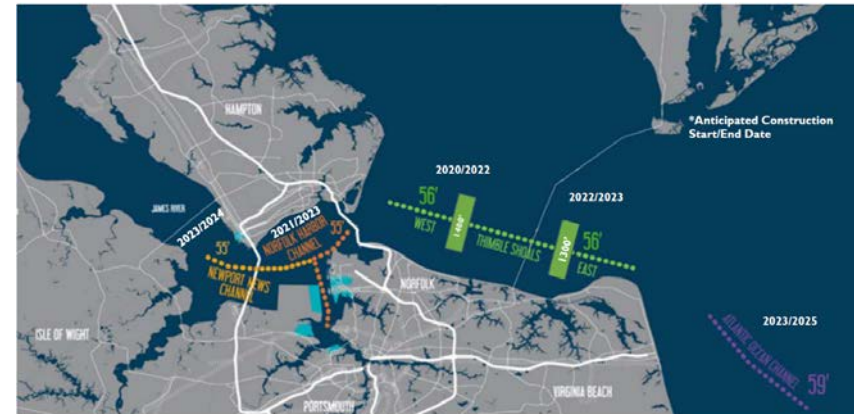 HAMPTON
*Anticipated Construction
Start/End Date
2020/2022
56'
WEST
1400'
THIMBLE SHOALS
2022/2023
1300'
56'
EAST
JAMES RIVER
2023/2024
2021/2023
NORFOLK HARBOR
CHANNEL
55'
55'
NEWPORT NEWS
CHANNEL
NORFOLK
ISLE OF WIGHT
2023/2025
ATLANTIC OCEAN CHANNEL
59'
VIRGINIA BEACH
PORTSMOUTH